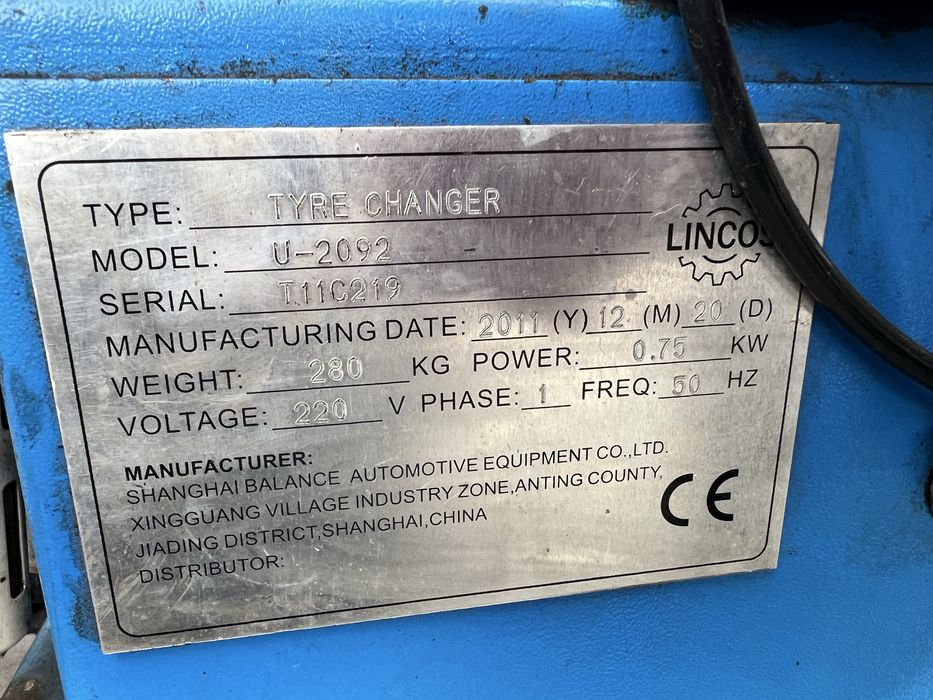 TYPE: TYRE CHANGER
MODEL: U-2092
LINCOS
SERIAL: T11C219
MANUFACTURING DATE: 2011 (Y) 12 (M) 20 (D)
WEIGHT: 280 KG POWER: 0.75 KW
VOLTAGE: 220 V PHASE: 1 FREQ: 50 HZ
MANUFACTURER:
SHANGHAI BALANCE AUTOMOTIVE EQUIPMENT CO.,LTD.
XINGGUANG VILLAGE INDUSTRY ZONE,ANTING COUNTY,
JIADING DISTRICT,SHANGHAI,CHINA
DISTRIBUTOR:
CE